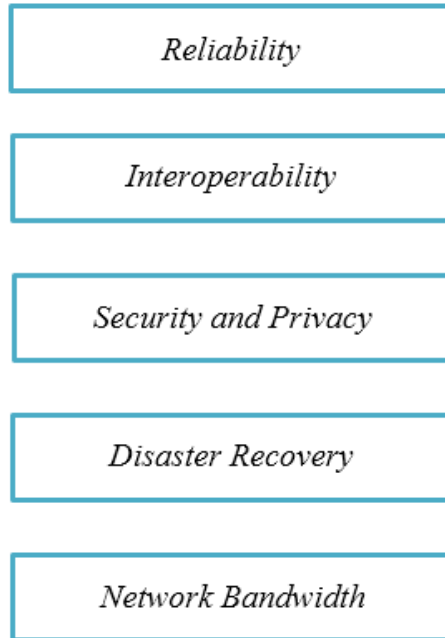 Reliability
Interoperability
Security and Privacy
Disaster Recovery
Network Bandwidth